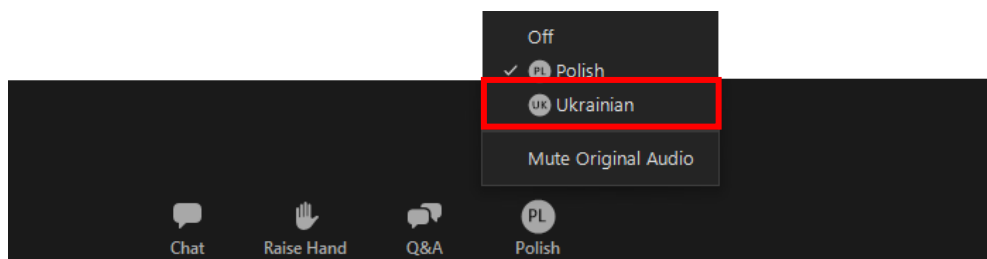 Off
PL Polish
UK Ukrainian
Mute Original Audio
PL
Chat Raise Hand Q&A Polish